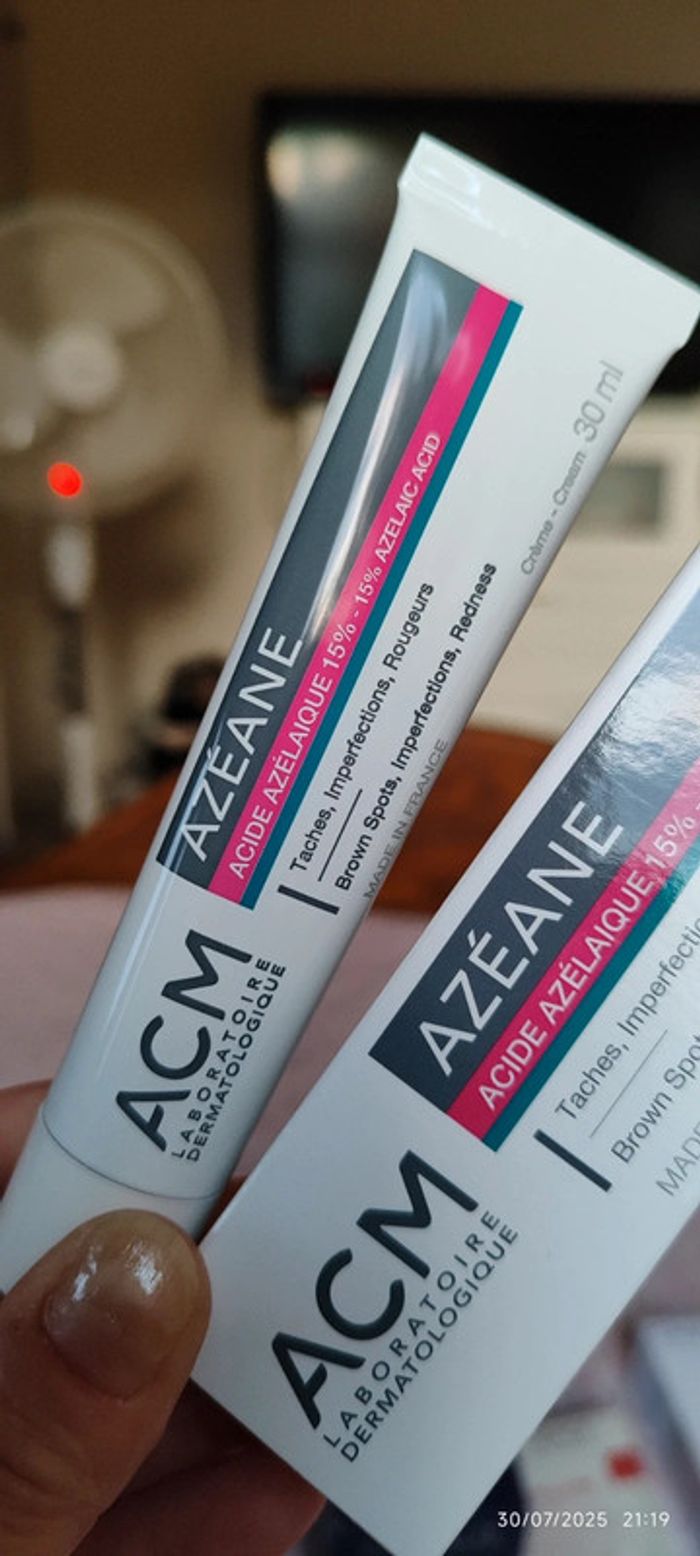 AZÉANE
ACIDE AZÉLAIQUE 15% - 15% AZELAIC ACID
Taches, Imperfections, Rougeurs
Brown Spots, Imperfections, Redness
MADE IN FRANCE
Crème - Cream 30 ml
ACM
LABORATOIRE
DERMATOLOGIQUE
AZÉANE
ACIDE AZÉLAIQUE 15%
Taches, Imperfectio
Brown Spot
MADE
ACM
LABORATOIRE
DERMATOLOGIQUE
30/07/2025 21:19